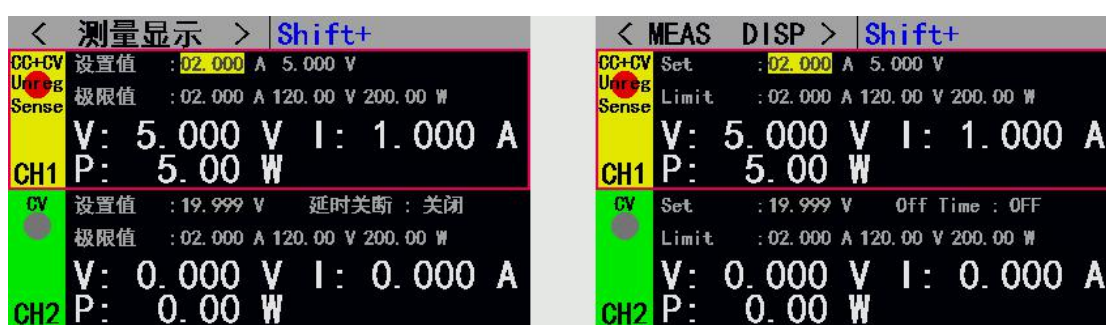 < 测量显示 > Shift+
CC+CV 设置值 :02.000 A 5.000 V
Unreg
Sense 极限值 :02.000 A 120.00 V 200.00 W
V: 5.000 V I: 1.000 A
CH1 P: 5.00 W
CV 设置值 :19.999 V 延时关断 : 关闭
极限值 :02.000 A 120.00 V 200.00 W
V: 0.000 V I: 0.000 A
CH2 P: 0.00 W
< MEAS DISP > Shift+
CC+CV Set :02.000 A 5.000 V
Unreg
Sense Limit :02.000 A 120.00 V 200.00 W
V: 5.000 V I: 1.000 A
CH1 P: 5.00 W
CV Set :19.999 V Off Time : OFF
Limit :02.000 A 120.00 V 200.00 W
V: 0.000 V I: 0.000 A
CH2 P: 0.00 W